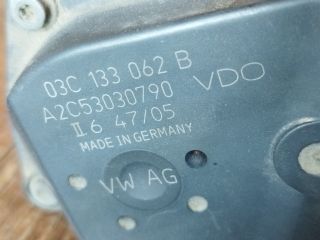 03C 133 062 B
VDO
A2C53030790
II 6 47/05
MADE IN GERMANY
VW AG